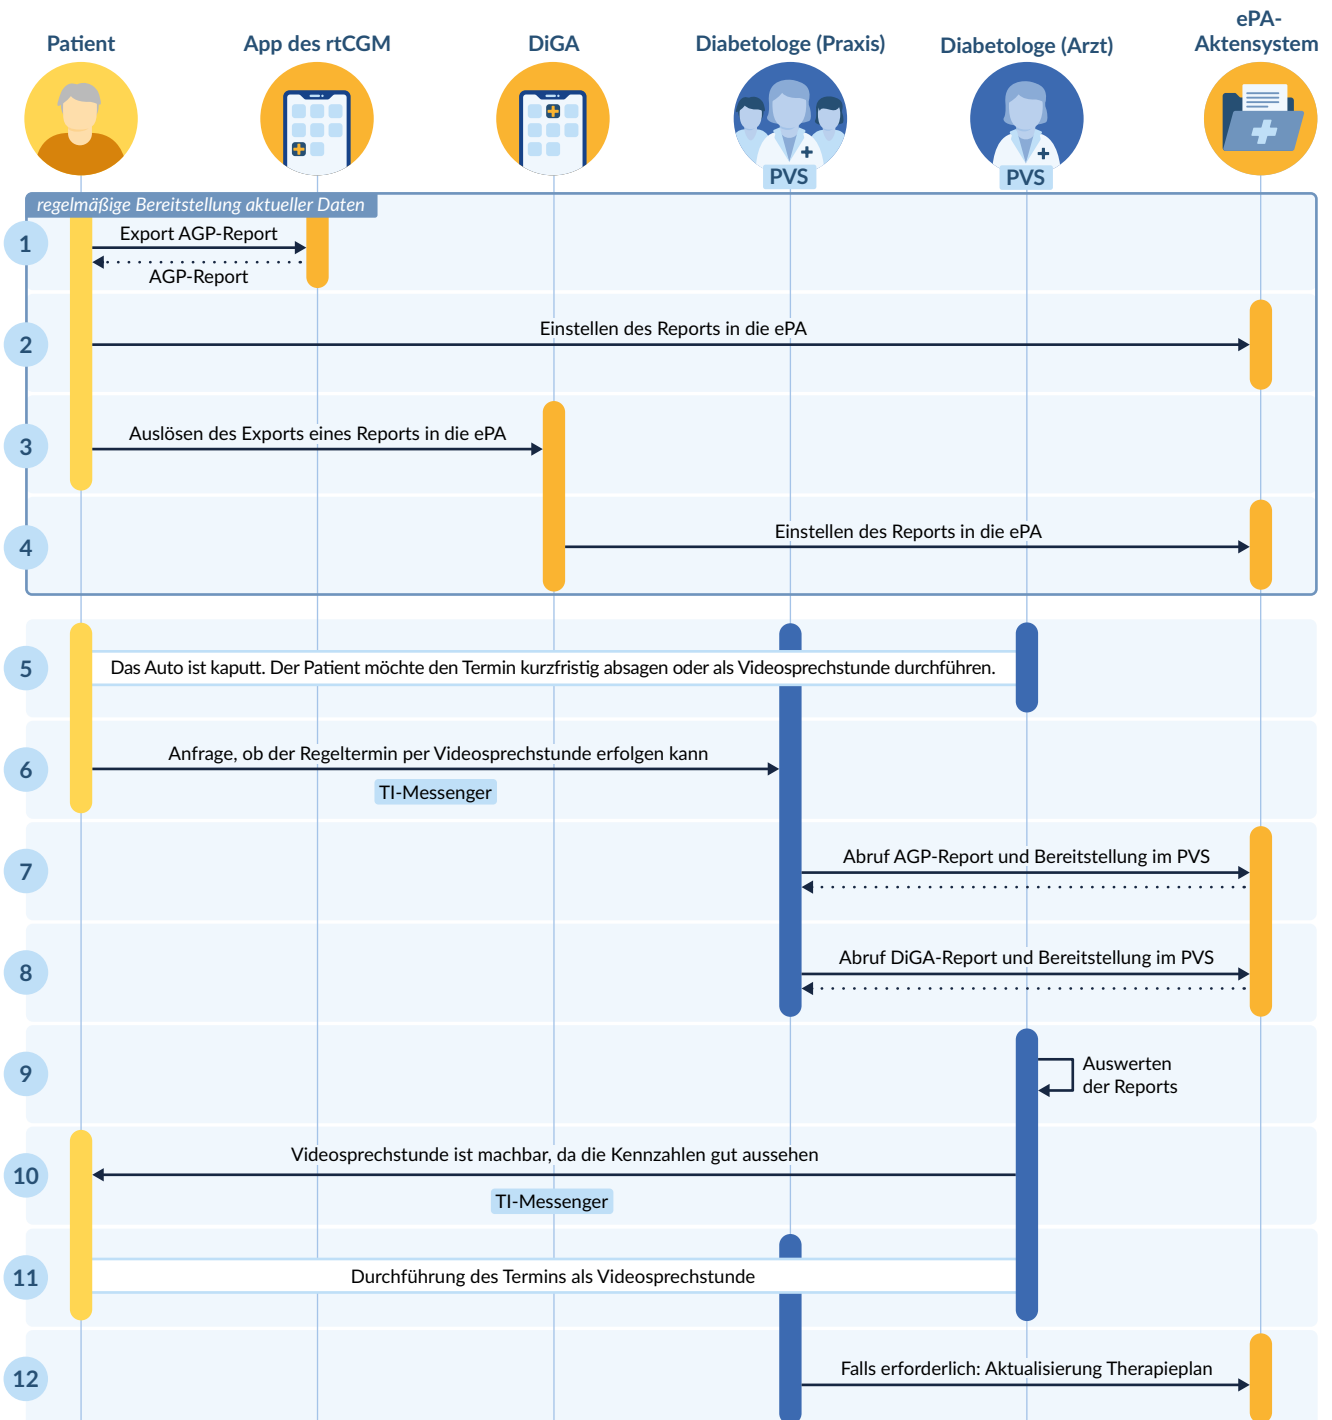 Patient
App des rtCGM
DiGA
Diabetologe (Praxis)
Diabetologe (Arzt)
ePA-
Aktensystem
PVS
PVS
regelmäßige Bereitstellung aktueller Daten
1
Export AGP-Report
AGP-Report
2
Einstellen des Reports in die ePA
3
Auslösen des Exports eines Reports in die ePA
4
Einstellen des Reports in die ePA
5
Das Auto ist kaputt. Der Patient möchte den Termin kurzfristig absagen oder als Videosprechstunde durchführen.
6
Anfrage, ob der Regeltermin per Videosprechstunde erfolgen kann
TI-Messenger
7
Abruf AGP-Report und Bereitstellung im PVS
8
Abruf DiGA-Report und Bereitstellung im PVS
9
Auswerten
der Reports
10
Videosprechstunde ist machbar, da die Kennzahlen gut aussehen
TI-Messenger
11
Durchführung des Termins als Videosprechstunde
12
Falls erforderlich: Aktualisierung Therapieplan